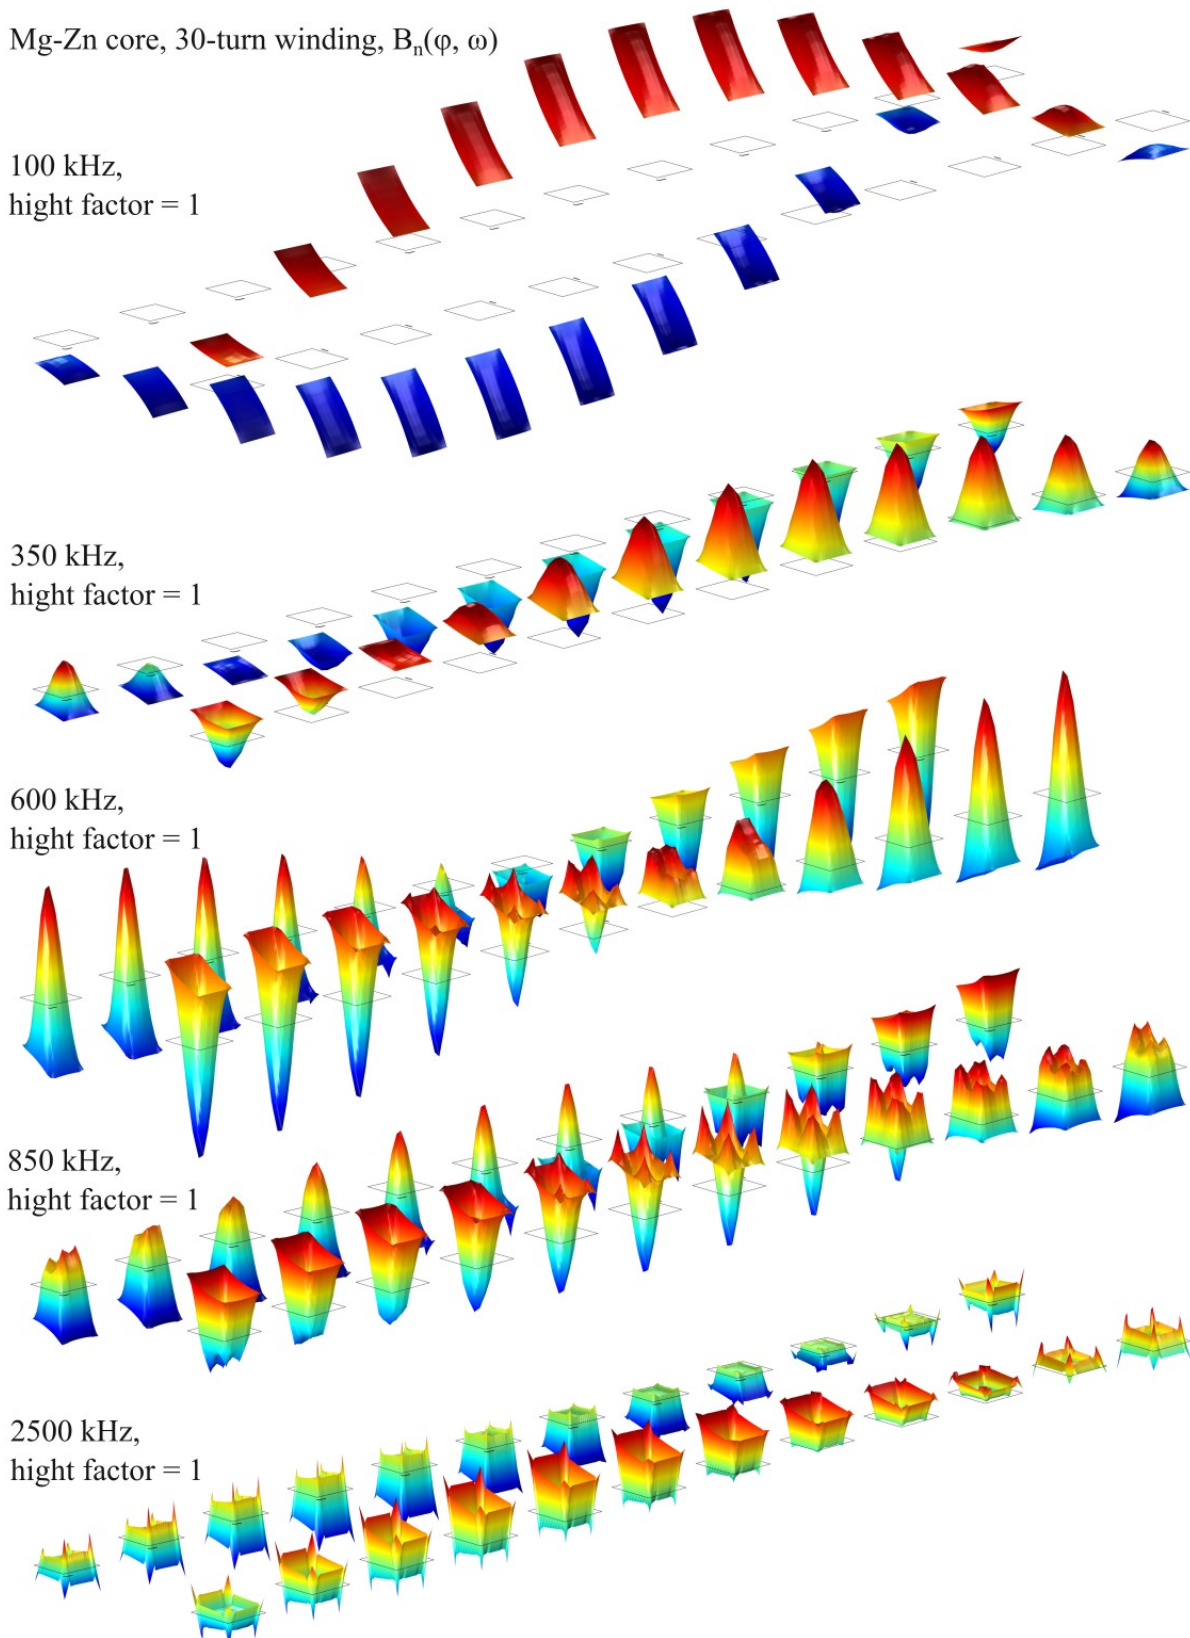 Mg-Zn core, 30-turn winding, Bₙ(φ, ω)
100 kHz,
hight factor = 1
350 kHz,
hight factor = 1
600 kHz,
hight factor = 1
850 kHz,
hight factor = 1
2500 kHz,
hight factor = 1